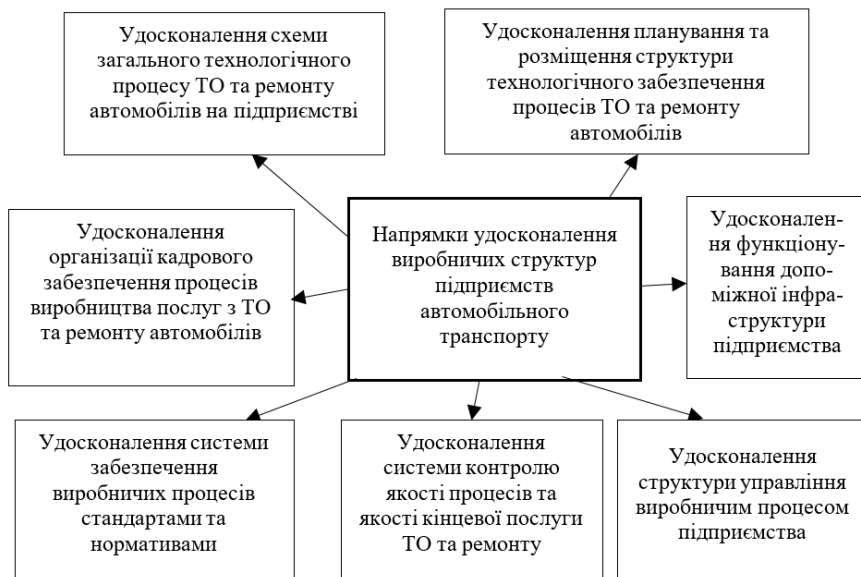 Удосконалення схеми
загального технологічного
процесу ТО та ремонту
автомобілів на підприємстві
Удосконалення планування та
розміщення структури
технологічного забезпечення
процесів ТО та ремонту
автомобілів
Удосконалення
організації кадрового
забезпечення процесів
виробництва послуг з ТО
та ремонту автомобілів
Напрямки удосконалення
виробничих структур
підприємств
автомобільного
транспорту
Удосконален-
ня функціону-
вання допо-
міжної інфра-
структури
підприємства
Удосконалення системи
забезпечення
виробничих процесів
стандартами та
нормативами
Удосконалення
системи контролю
якості процесів та
якості кінцевої послуги
ТО та ремонту
Удосконалення
структури управління
виробничим процесом
підприємства